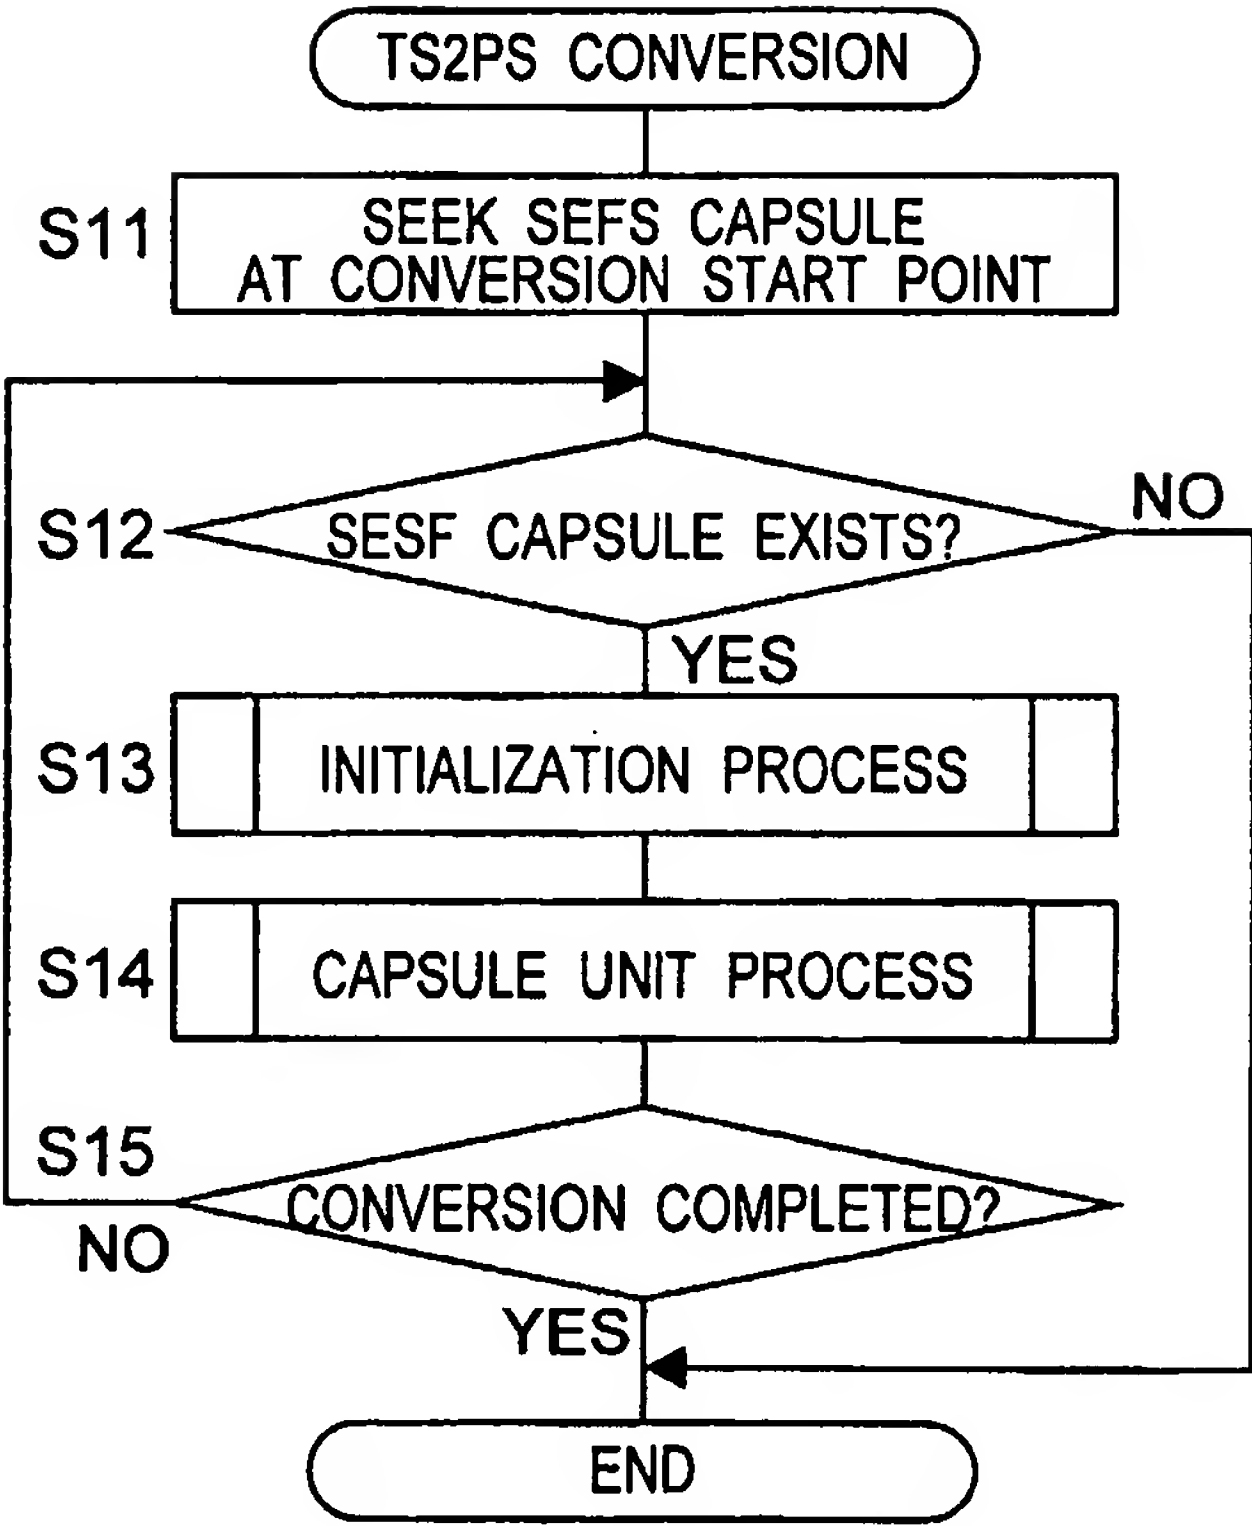 TS2PS CONVERSION
S11
SEEK SEFS CAPSULE
AT CONVERSION START POINT
S12
SESF CAPSULE EXISTS?
NO
YES
S13
INITIALIZATION PROCESS
S14
CAPSULE UNIT PROCESS
S15
CONVERSION COMPLETED?
NO
YES
END